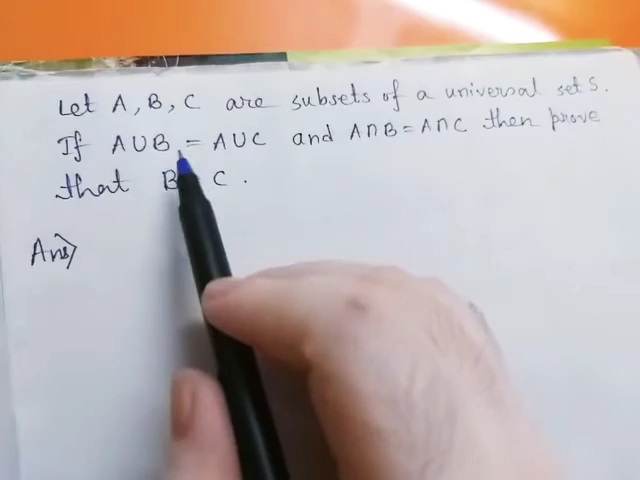 Let A, B, C are subsets of a universal set S.
If A∪B = A∪C and A∩B = A∩C then prove
that B C.
Ans⟩